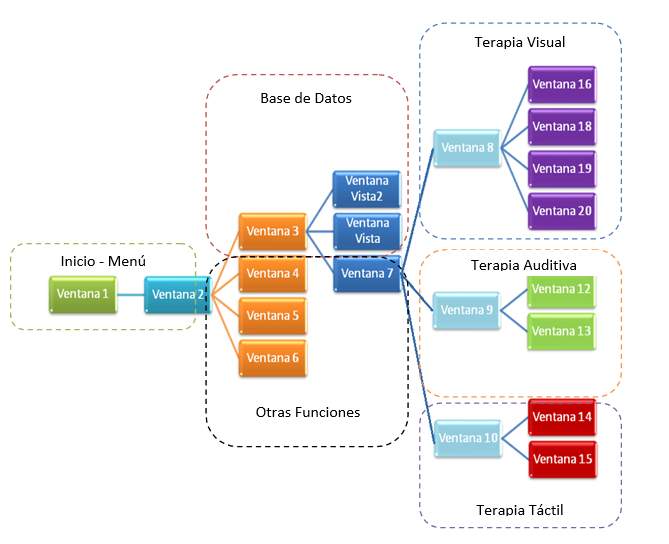 Terapia Visual
Ventana 16
Ventana 18
Ventana 8
Ventana 19
Ventana 20
Base de Datos
Ventana
Vista2
Ventana 3
Ventana
Vista
Inicio - Menú
Ventana 1
Ventana 2
Ventana 4
Ventana 7
Ventana 5
Ventana 6
Otras Funciones
Terapia Auditiva
Ventana 12
Ventana 9
Ventana 13
Ventana 14
Ventana 10
Ventana 15
Terapia Táctil